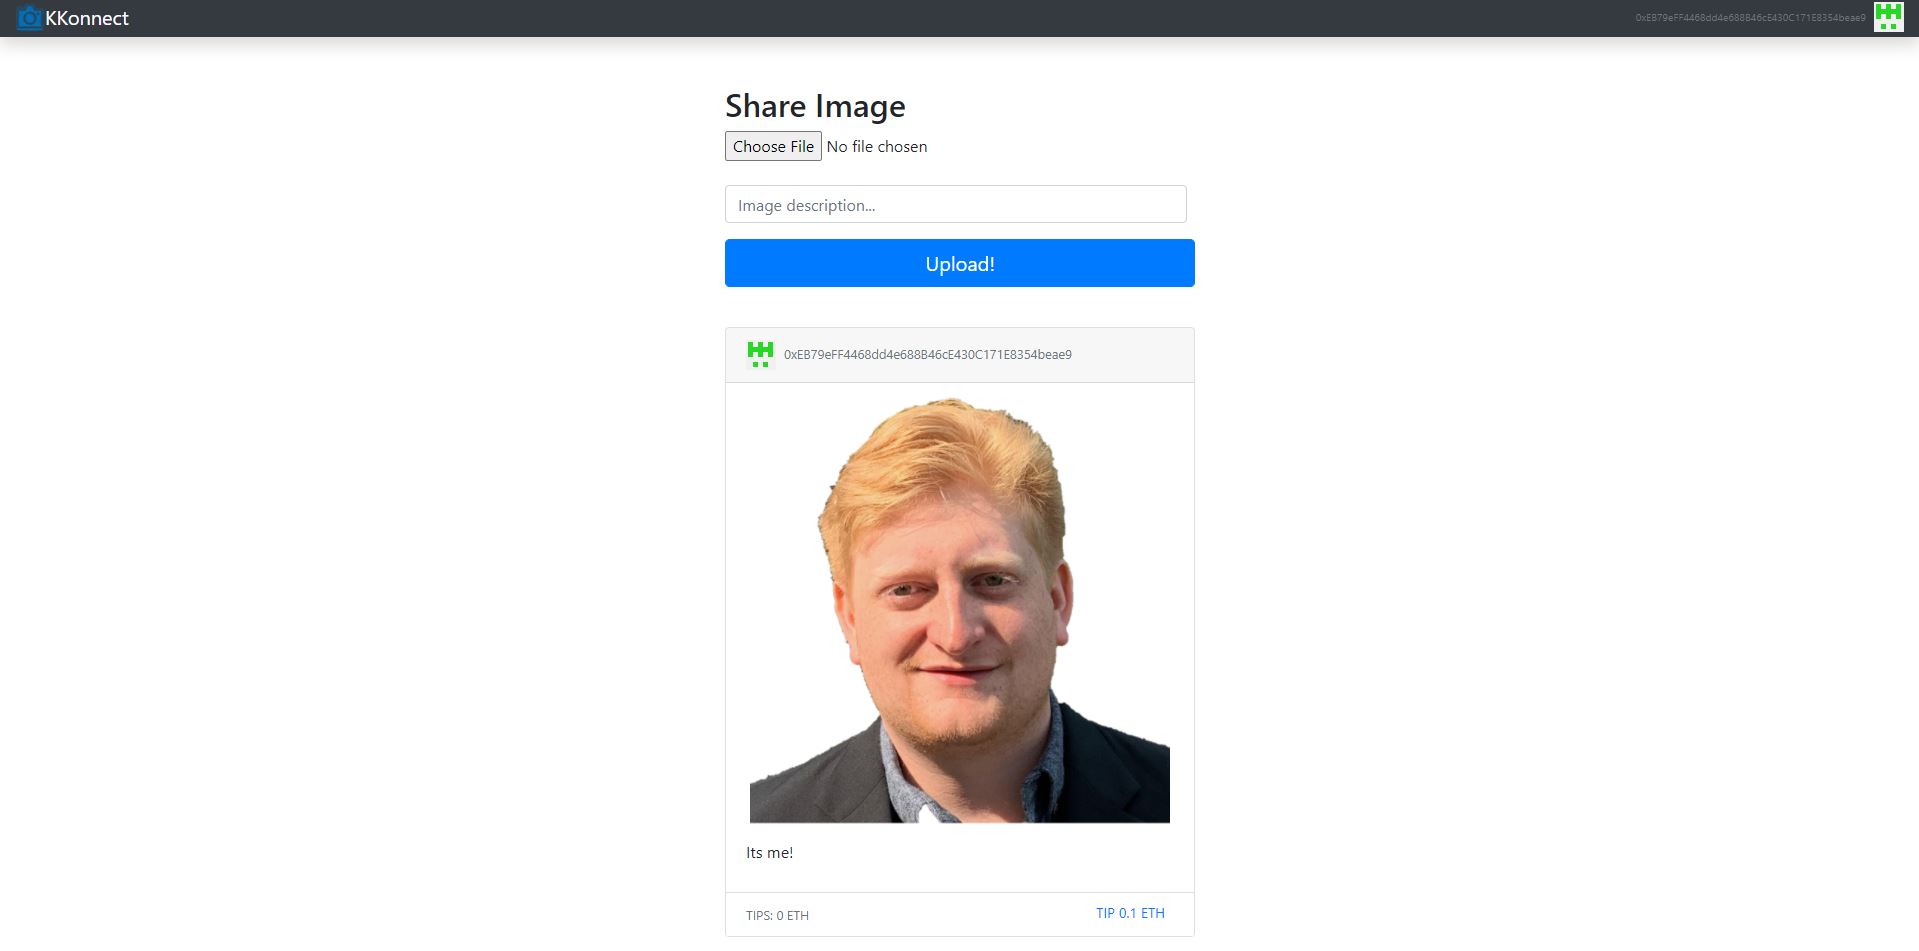 KKonnect
0xEB79eFF4468dd4e688B46cE430C171E8354beae9
Share Image
Choose File No file chosen
Image description...
Upload!
0xEB79eFF4468dd4e688B46cE430C171E8354beae9
Its me!
TIPS: 0 ETH
TIP 0.1 ETH